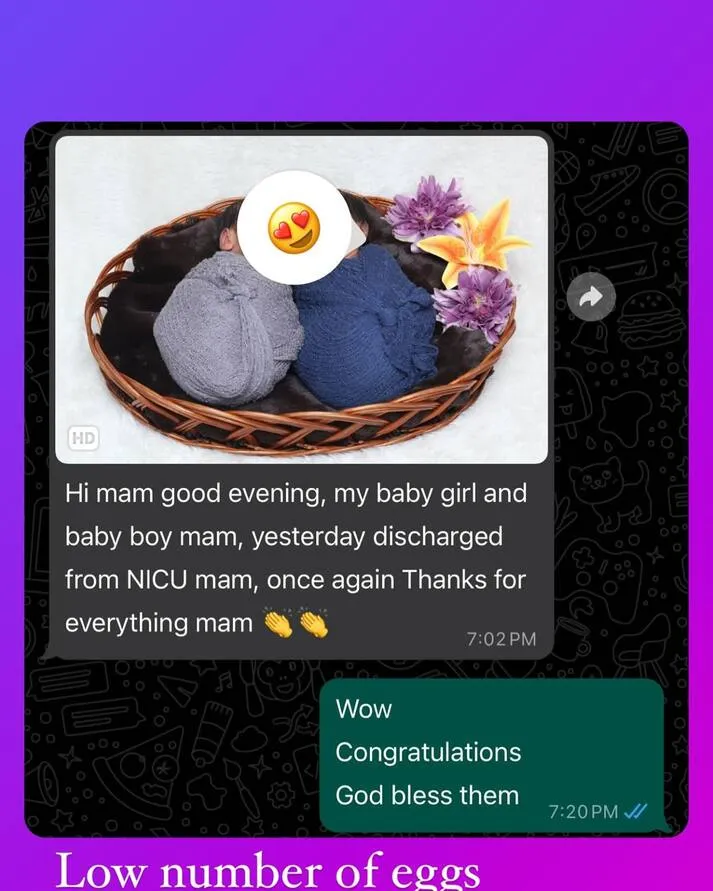 HD
Hi mam good evening, my baby girl and
baby boy mam, yesterday discharged
from NICU mam, once again Thanks for
everything mam 👏👏
7:02 PM
Wow
Congratulations
God bless them
7:20 PM
Low number of eggs